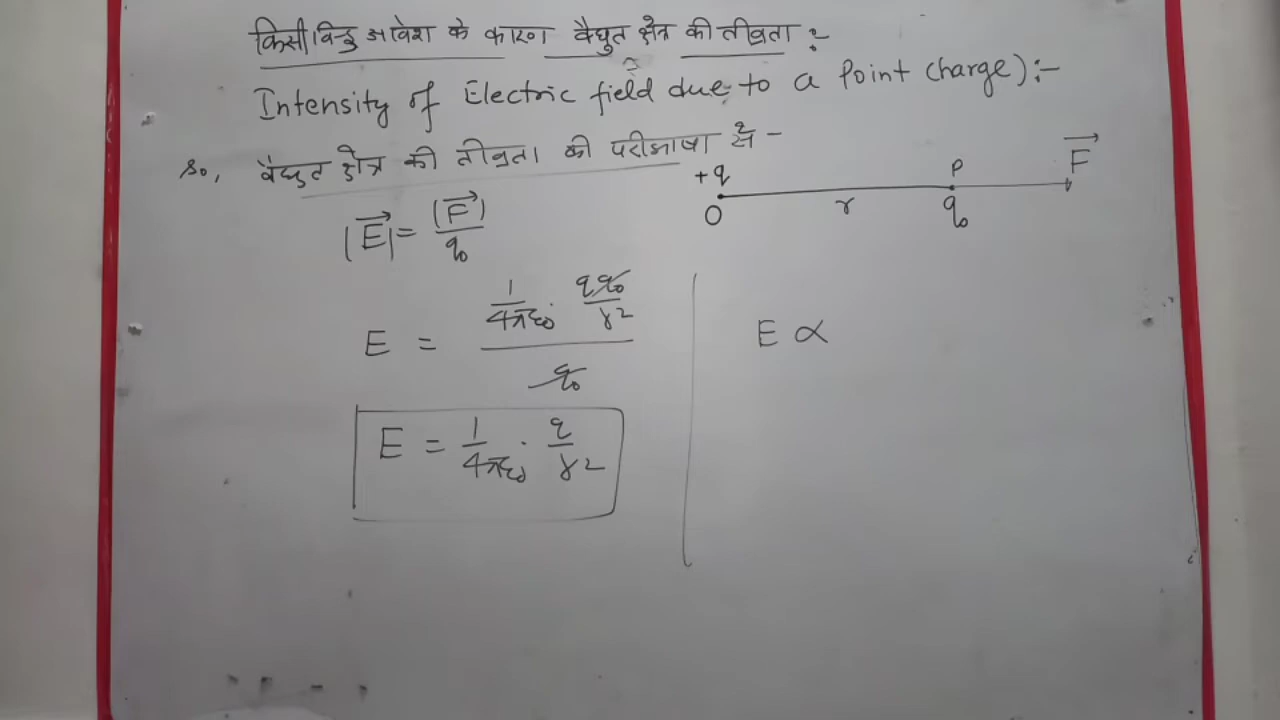 किसी बिन्दु आवेश के कारण वैद्युत क्षेत्र की तीव्रता :-
Intensity of Electric field due to a Point Charge) :-
So, वैद्युत क्षेत्र की तीव्रता की परीभाषा से -
+q P F→
O r q₀
|E→| = |F→| / q₀
E = (1/4πε₀ · qq₀/r²) / q₀
E ∝
E = 1/4πε₀ · q/r²